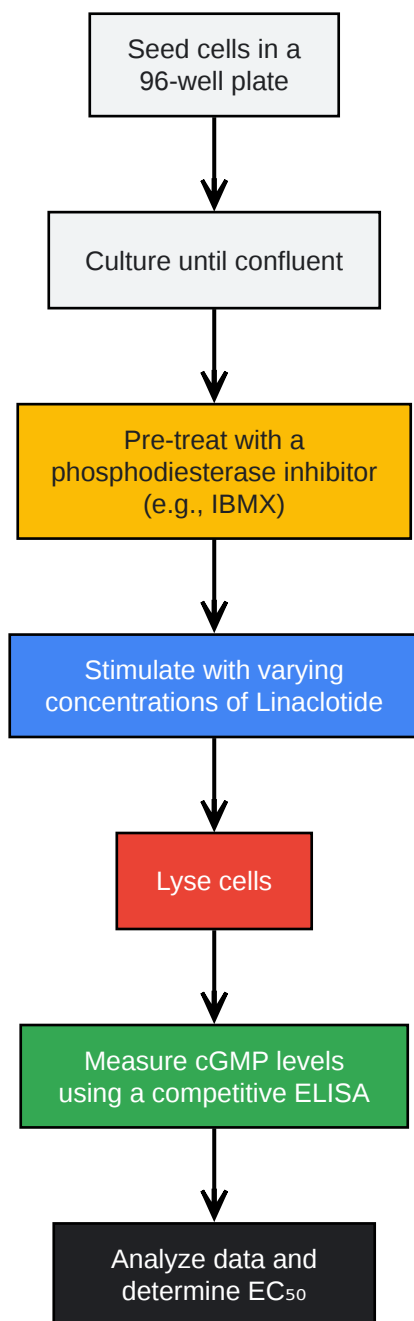 Seed cells in a
96-well plate
Culture until confluent
Pre-treat with a
phosphodiesterase inhibitor
(e.g., IBMX)
Stimulate with varying
concentrations of Linaclotide
Lyse cells
Measure cGMP levels
using a competitive ELISA
Analyze data and
determine EC₅₀